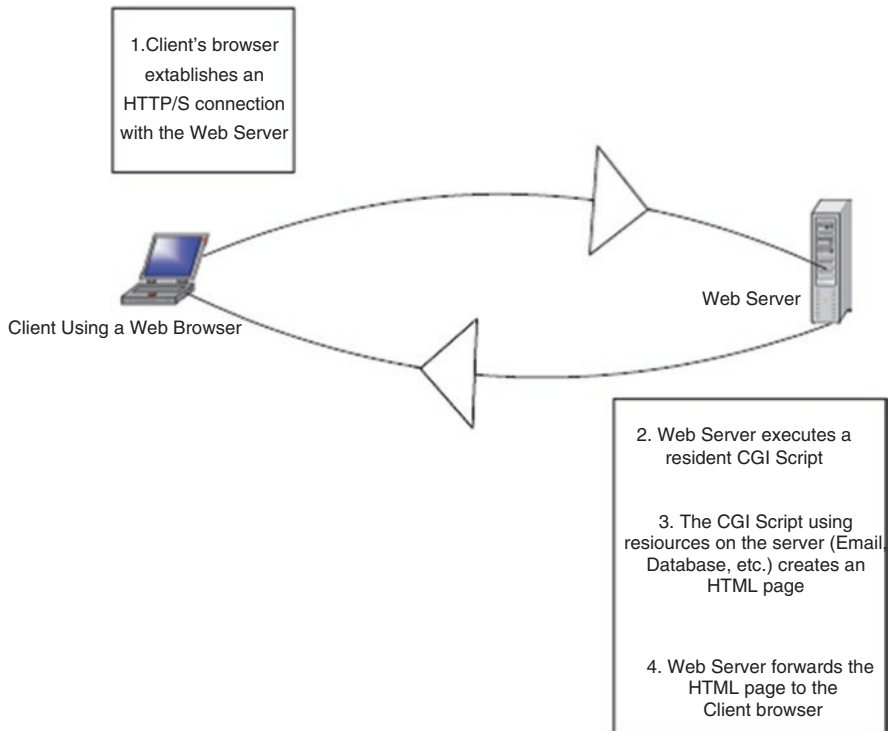 1.Client's browser
extablishes an
HTTP/S connection
with the Web Server
Web Server
Client Using a Web Browser
2. Web Server executes a
resident CGI Script
3. The CGI Script using
resiources on the server (Email,
Database, etc.) creates an
HTML page
4. Web Server forwards the
HTML page to the
Client browser